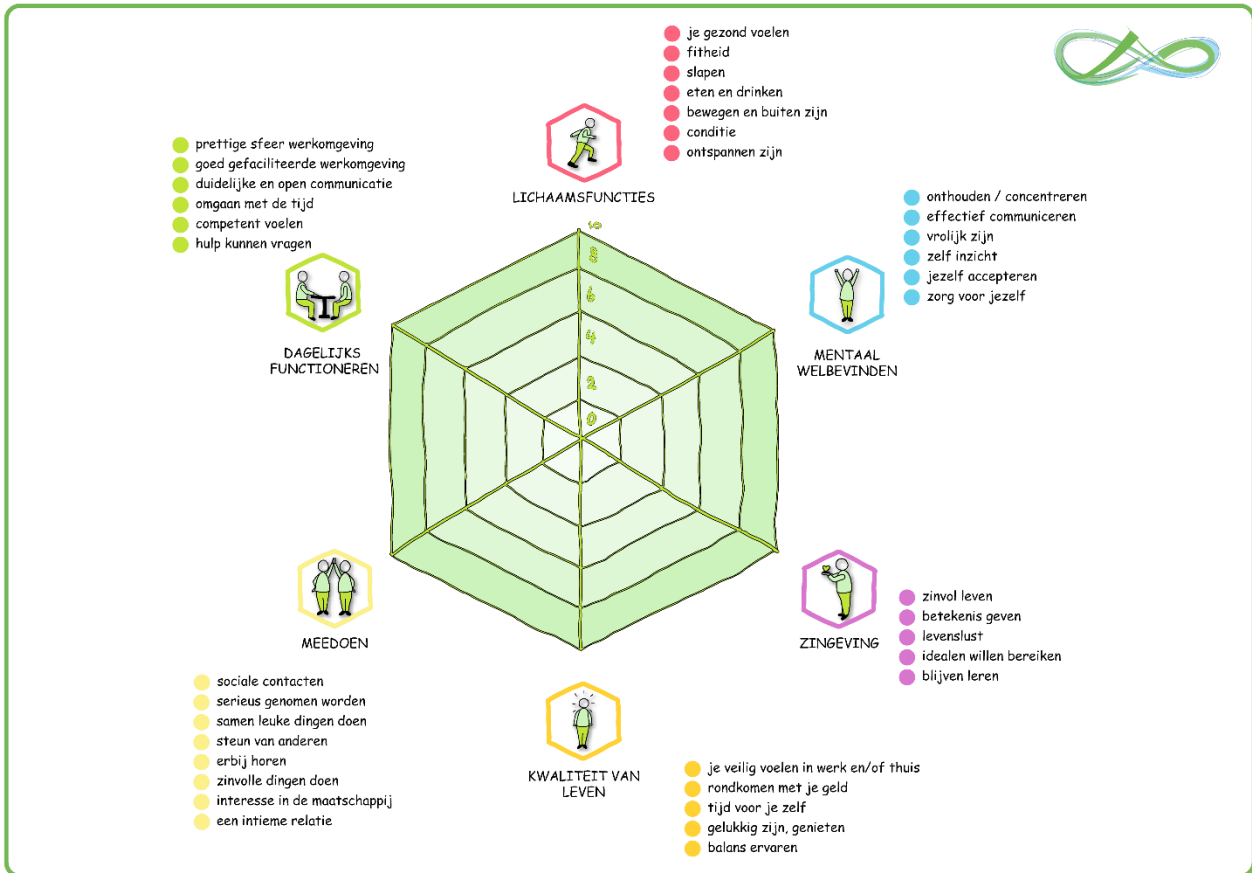 je gezond voelen
fitheid
slapen
eten en drinken
bewegen en buiten zijn
conditie
ontspannen zijn
LICHAAMSFUNCTIES
prettige sfeer werkomgeving
goed gefaciliteerde werkomgeving
duidelijke en open communicatie
omgaan met de tijd
competent voelen
hulp kunnen vragen
DAGELIJKS
FUNCTIONEREN
onthouden / concentreren
effectief communiceren
vrolijk zijn
zelf inzicht
jezelf accepteren
zorg voor jezelf
MENTAAL
WELBEVINDEN
10
8
6
4
2
0
MEEDOEN
sociale contacten
serieus genomen worden
samen leuke dingen doen
steun van anderen
erbij horen
zinvolle dingen doen
interesse in de maatschappij
een intieme relatie
ZINGEVING
zinvol leven
betekenis geven
levenslust
idealen willen bereiken
blijven leren
KWALITEIT VAN
LEVEN
je veilig voelen in werk en/of thuis
rondkomen met je geld
tijd voor je zelf
gelukkig zijn, genieten
balans ervaren